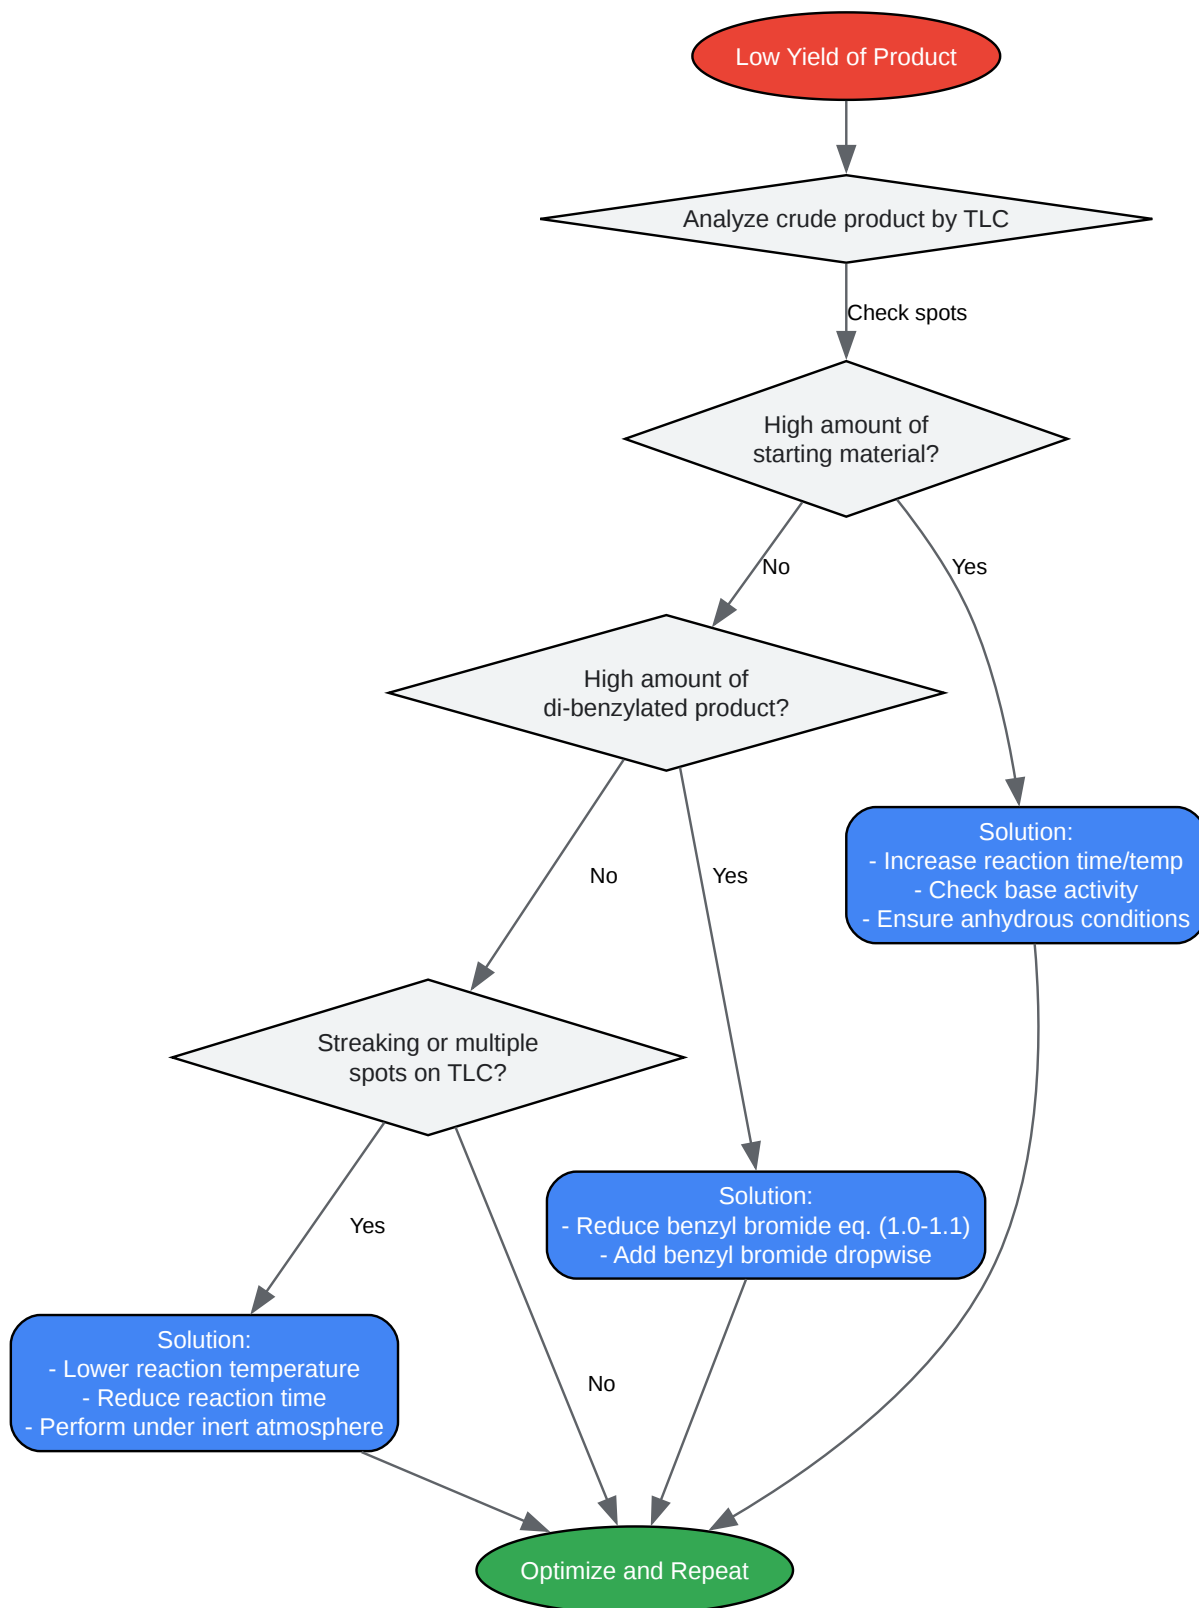 Low Yield of Product
Analyze crude product by TLC
Check spots
High amount of
starting material?
No
Yes
High amount of
di-benzylated product?
Solution:
- Increase reaction time/temp
- Check base activity
- Ensure anhydrous conditions
No
Yes
Streaking or multiple
spots on TLC?
Solution:
- Reduce benzyl bromide eq. (1.0-1.1)
- Add benzyl bromide dropwise
Yes
No
Solution:
- Lower reaction temperature
- Reduce reaction time
- Perform under inert atmosphere
Optimize and Repeat